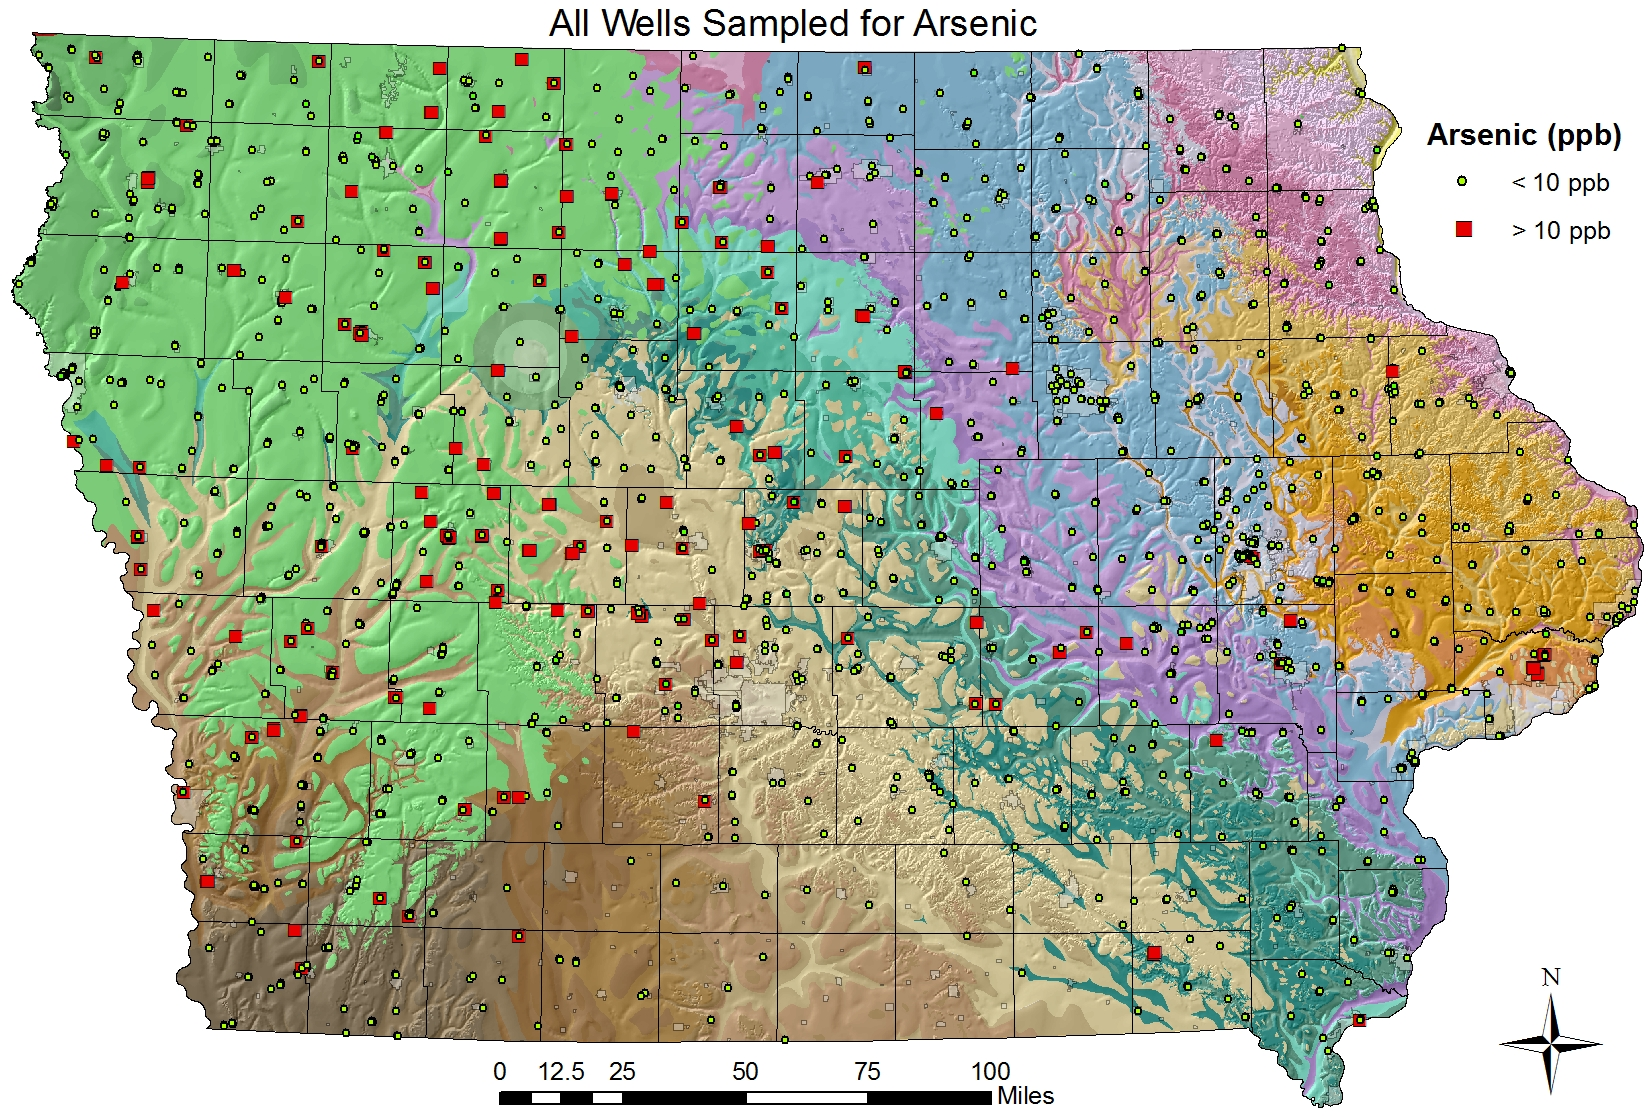 All Wells Sampled for Arsenic
Arsenic (ppb)
< 10 ppb
> 10 ppb
N
0 12.5 25 50 75 100
Miles